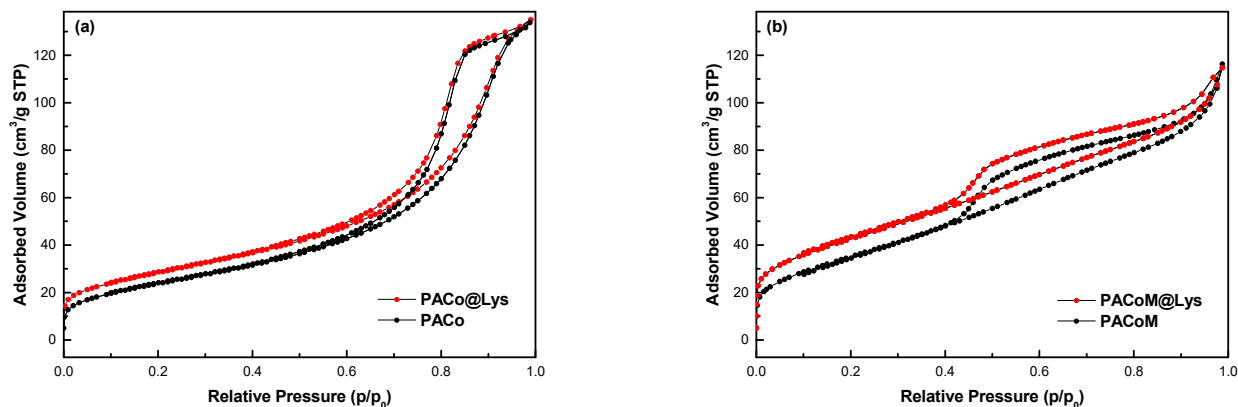 (a)
120
100
80
60
40
20
0
Adsorbed Volume (cm³/g STP)
PACo@Lys
PACo
0.0 0.2 0.4 0.6 0.8 1.0
Relative Pressure (p/p₀)
(b)
120
100
80
60
40
20
0
Adsorbed Volume (cm³/g STP)
PACoM@Lys
PACoM
0.0 0.2 0.4 0.6 0.8 1.0
Relative Pressure (p/p₀)